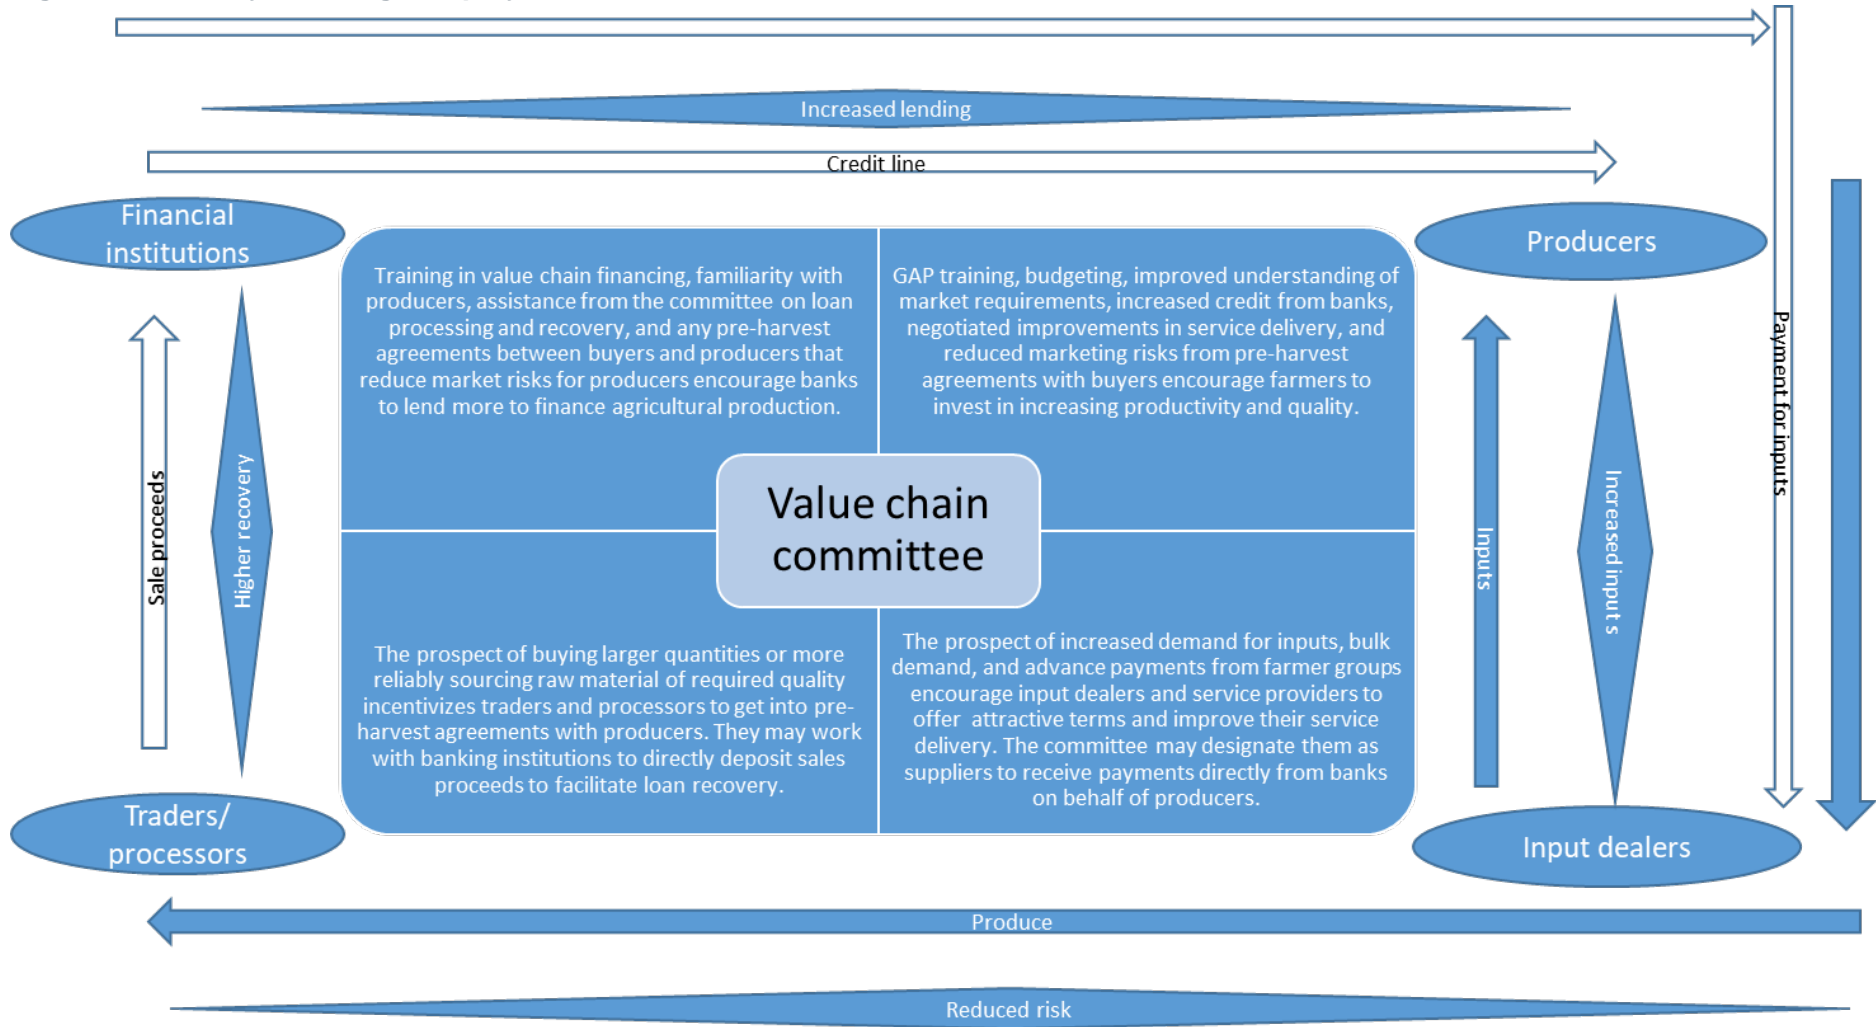 Increased lending
Credit line
Financial
institutions
Producers
Training in value chain financing, familiarity with
producers, assistance from the committee on loan
processing and recovery, and any pre-harvest
agreements between buyers and producers that
reduce market risks for producers encourage banks
to lend more to finance agricultural production.
GAP training, budgeting, improved understanding of
market requirements, increased credit from banks,
negotiated improvements in service delivery, and
reduced marketing risks from pre-harvest
agreements with buyers encourage farmers to
invest in increasing productivity and quality.
Payment for inputs
Sale proceeds
Higher recovery
Value chain
committee
Inputs
Increased inputs
The prospect of buying larger quantities or more
reliably sourcing raw material of required quality
incentivizes traders and processors to get into pre-
harvest agreements with producers. They may work
with banking institutions to directly deposit sales
proceeds to facilitate loan recovery.
The prospect of increased demand for inputs, bulk
demand, and advance payments from farmer groups
encourage input dealers and service providers to
offer attractive terms and improve their service
delivery. The committee may designate them as
suppliers to receive payments directly from banks
on behalf of producers.
Traders/
processors
Input dealers
Produce
Reduced risk